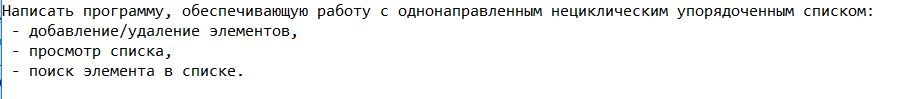 Написать программу, обеспечивающую работу с однонаправленным нециклическим упорядоченным списком:
- добавление/удаление элементов,
- просмотр списка,
- поиск элемента в списке.